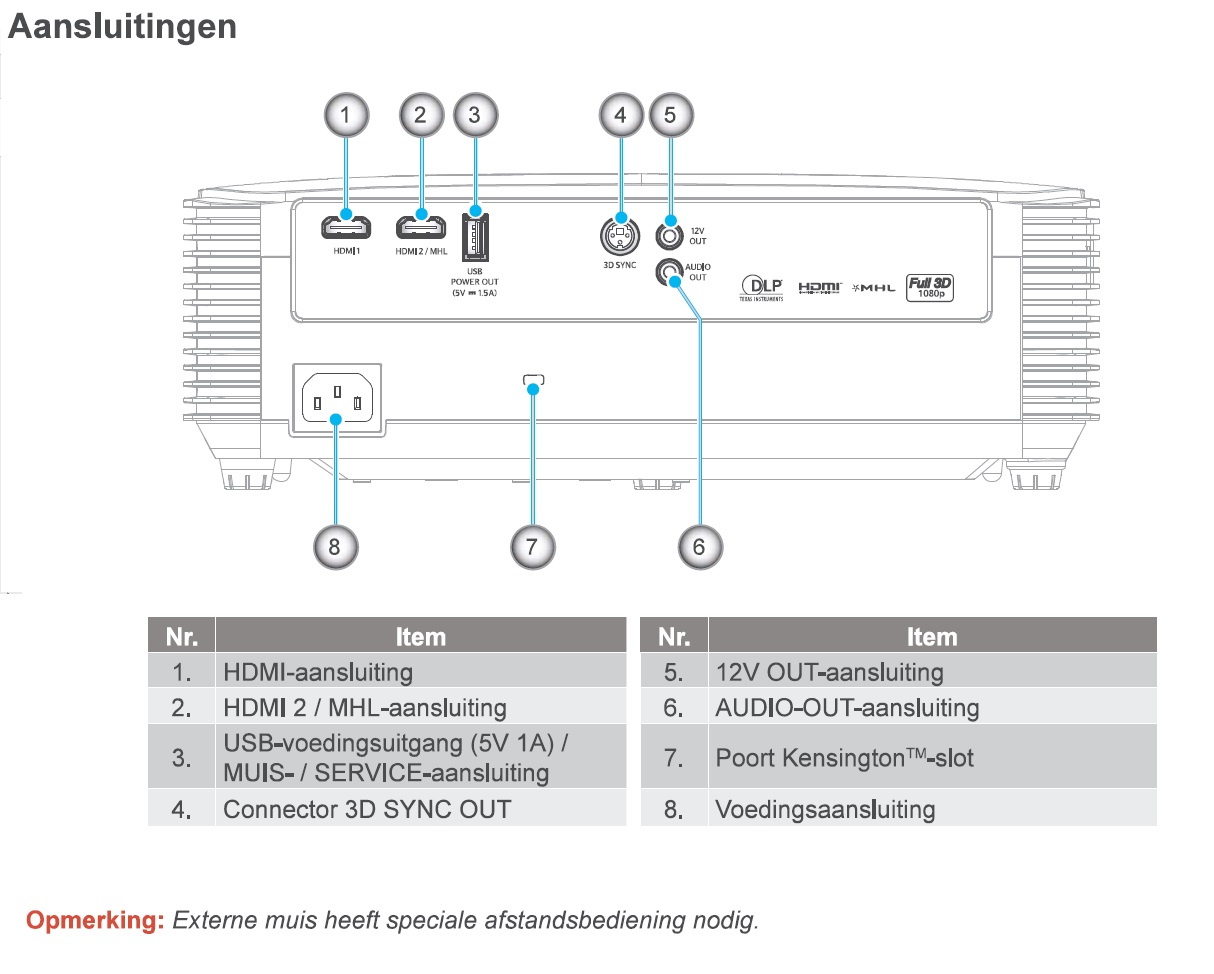 Aansluitingen
1 2 3 4 5
HDMI 1
HDMI 2 / MHL
USB
POWER OUT
(5V ⎓ 1.5A)
3D SYNC
12V
OUT
AUDIO
OUT
DLP
TEXAS INSTRUMENTS
HDMI
MHL
Full 3D
1080p
8 7 6
Nr. Item Nr. Item
1. HDMI-aansluiting 5. 12V OUT-aansluiting
2. HDMI 2 / MHL-aansluiting 6. AUDIO-OUT-aansluiting
3. USB-voedingsuitgang (5V 1A) /
MUIS- / SERVICE-aansluiting 7. Poort Kensington™-slot
4. Connector 3D SYNC OUT 8. Voedingsaansluiting
Opmerking: Externe muis heeft speciale afstandsbediening nodig.